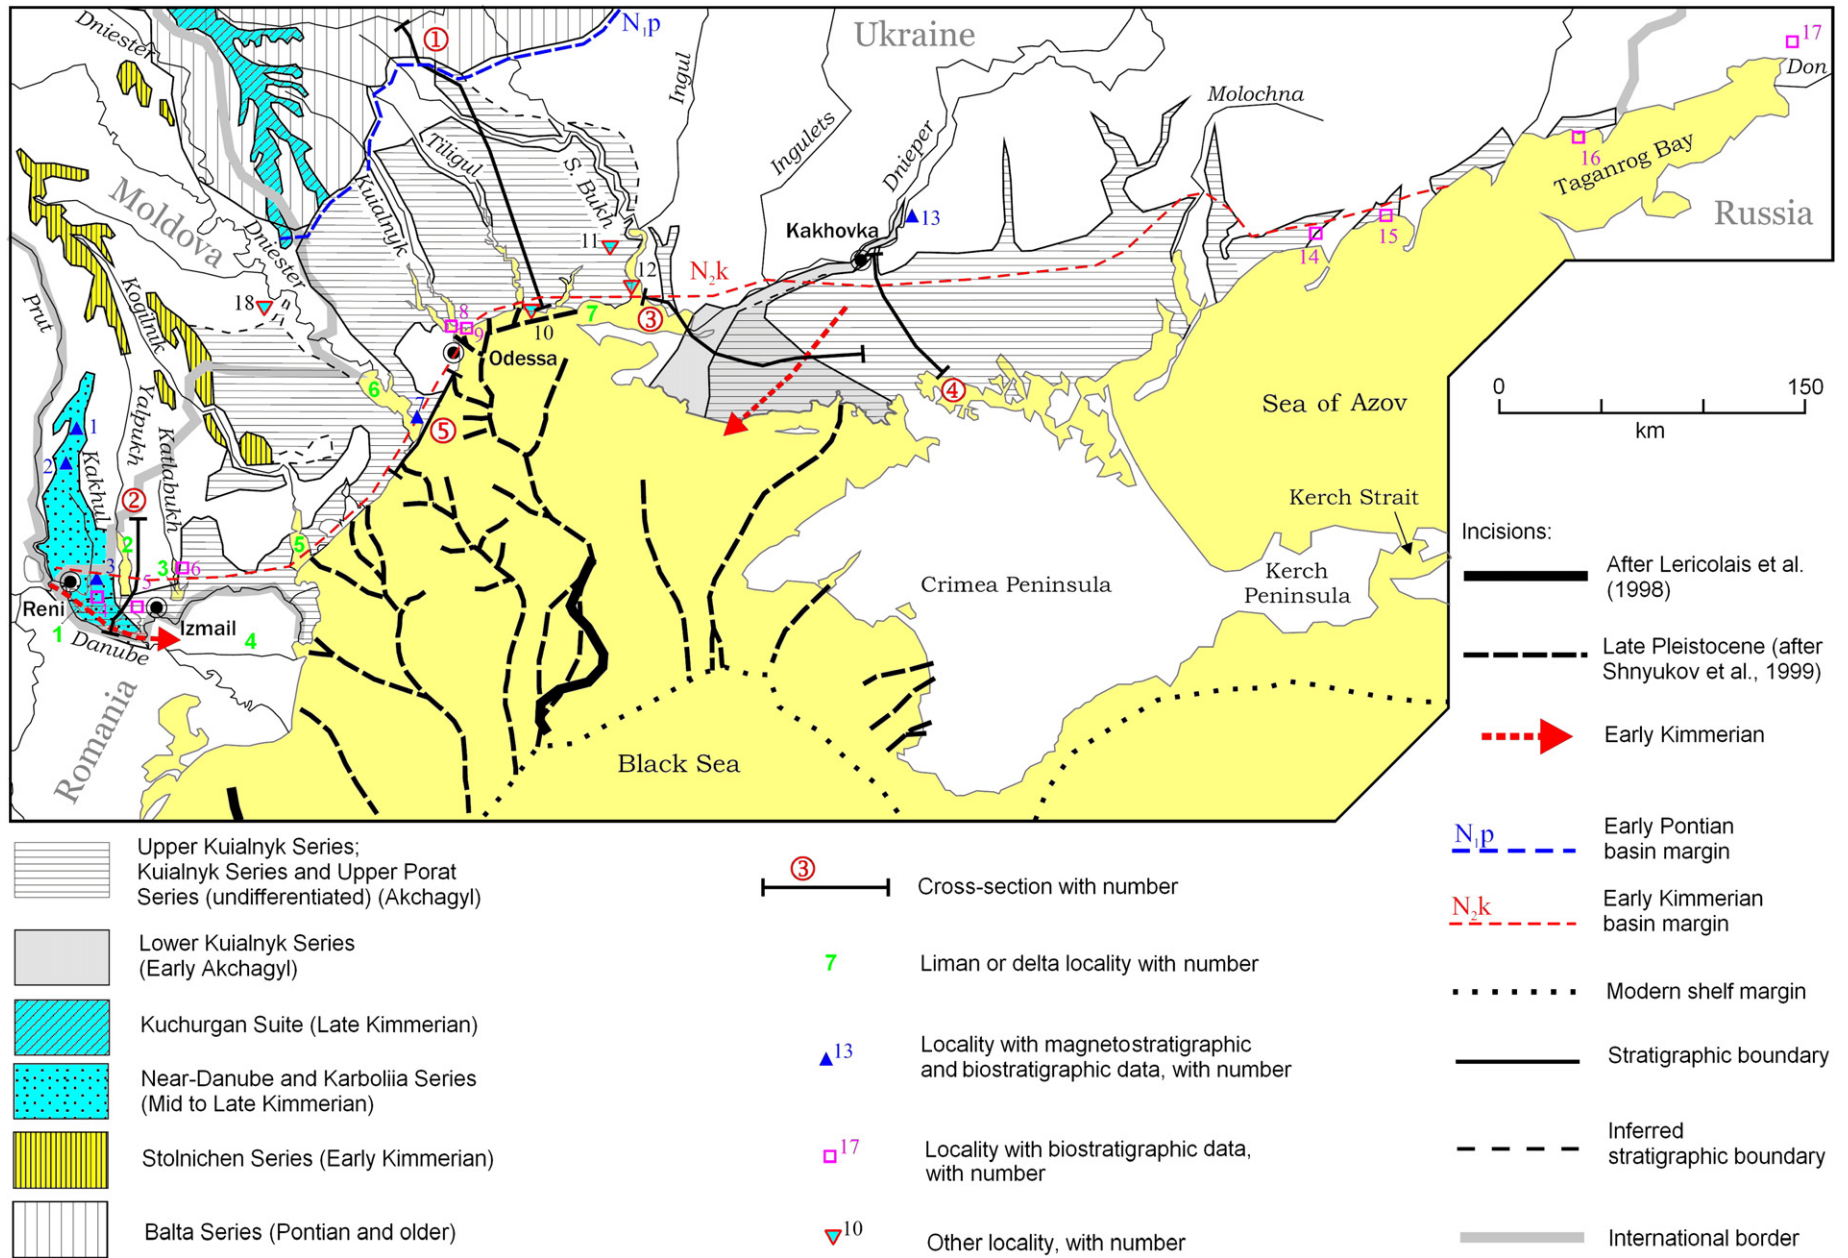 Dniester
①
N₁p
Ingul
Ukraine
17
Don
Molochna
Ingulets
Dnieper
16
Taganrog Bay
Tiligul
S. Bukh
Kuialnyk
Moldova
Dniester
13
Kakhovka
Russia
15
14
11
12
N₂k
Prut
Kogilnik
18
8
9
10
7
③
Odessa
6
④
Sea of Azov
0 150
km
7
⑤
1
2
Yalpukh
Kakhul
Katlabukh
②
2
5
3
3
6
5
Kerch Strait
Crimea Peninsula
Kerch
Peninsula
Reni
1
Izmail
4
Danube
Romania
Black Sea
Incisions:
After Lericolais et al.
(1998)
Late Pleistocene (after
Shnyukov et al., 1999)
Early Kimmerian
N₁p
Early Pontian
basin margin
N₂k
Early Kimmerian
basin margin
Modern shelf margin
Stratigraphic boundary
Inferred
stratigraphic boundary
International border
Upper Kuialnyk Series;
Kuialnyk Series and Upper Porat
Series (undifferentiated) (Akchagyl)
Lower Kuialnyk Series
(Early Akchagyl)
Kuchurgan Suite (Late Kimmerian)
Near-Danube and Karboliia Series
(Mid to Late Kimmerian)
Stolnichen Series (Early Kimmerian)
Balta Series (Pontian and older)
③
Cross-section with number
7
Liman or delta locality with number
13
Locality with magnetostratigraphic
and biostratigraphic data, with number
17
Locality with biostratigraphic data,
with number
10
Other locality, with number